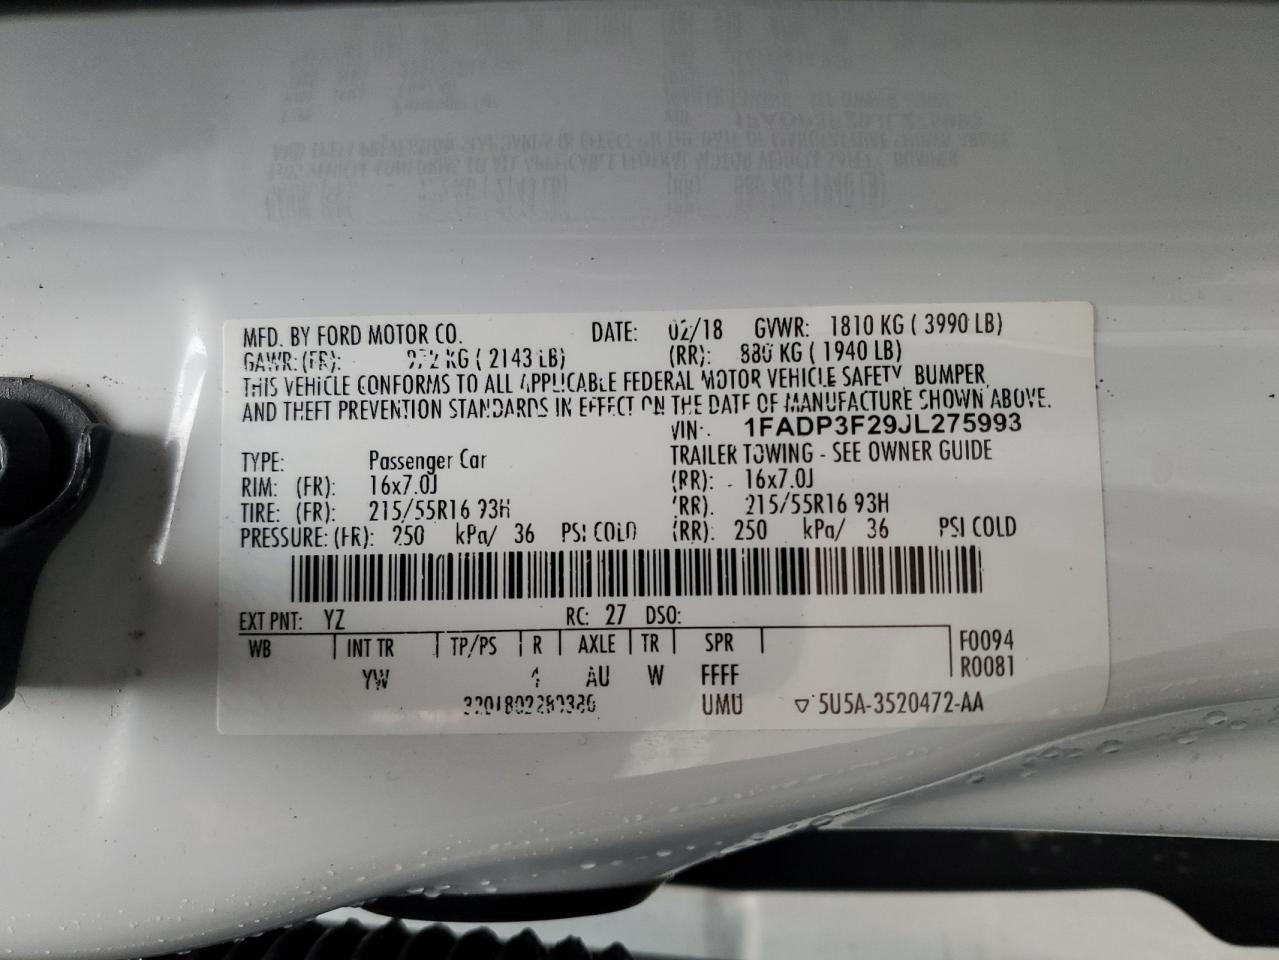 MFD. BY FORD MOTOR CO. DATE: 02/18 GVWR: 1810 KG ( 3990 LB)
GAWR: (FR): 972 KG ( 2143 LB) (RR): 880 KG ( 1940 LB)
THIS VEHICLE CONFORMS TO ALL APPLICABLE FEDERAL MOTOR VEHICLE SAFETY, BUMPER,
AND THEFT PREVENTION STANDARDS IN EFFECT ON THE DATE OF MANUFACTURE SHOWN ABOVE.
VIN: 1FADP3F29JL275993
TYPE: Passenger Car TRAILER TOWING - SEE OWNER GUIDE
RIM: (FR): 16x7.0J (RR): 16x7.0J
TIRE: (FR): 215/55R16 93H (RR): 215/55R16 93H
PRESSURE: (FR): 250 kPa/ 36 PSI COLD (RR): 250 kPa/ 36 PSI COLD
EXT PNT: YZ RC: 27 DSO:
WB INT TR TP/PS R AXLE TR SPR F0094
R0081
YW AU W FFFF
UMU ▽ 5U5A-3520472-AA